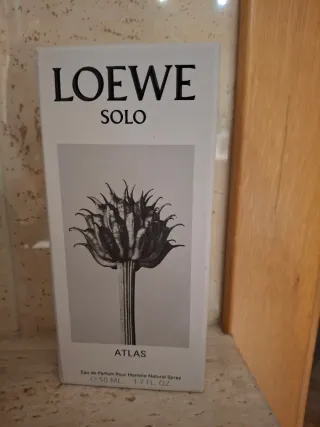 LOEWE
SOLO
ATLAS
Eau de Parfum Pour Homme Natural Spray
50 ML. 1.7 FL. OZ.